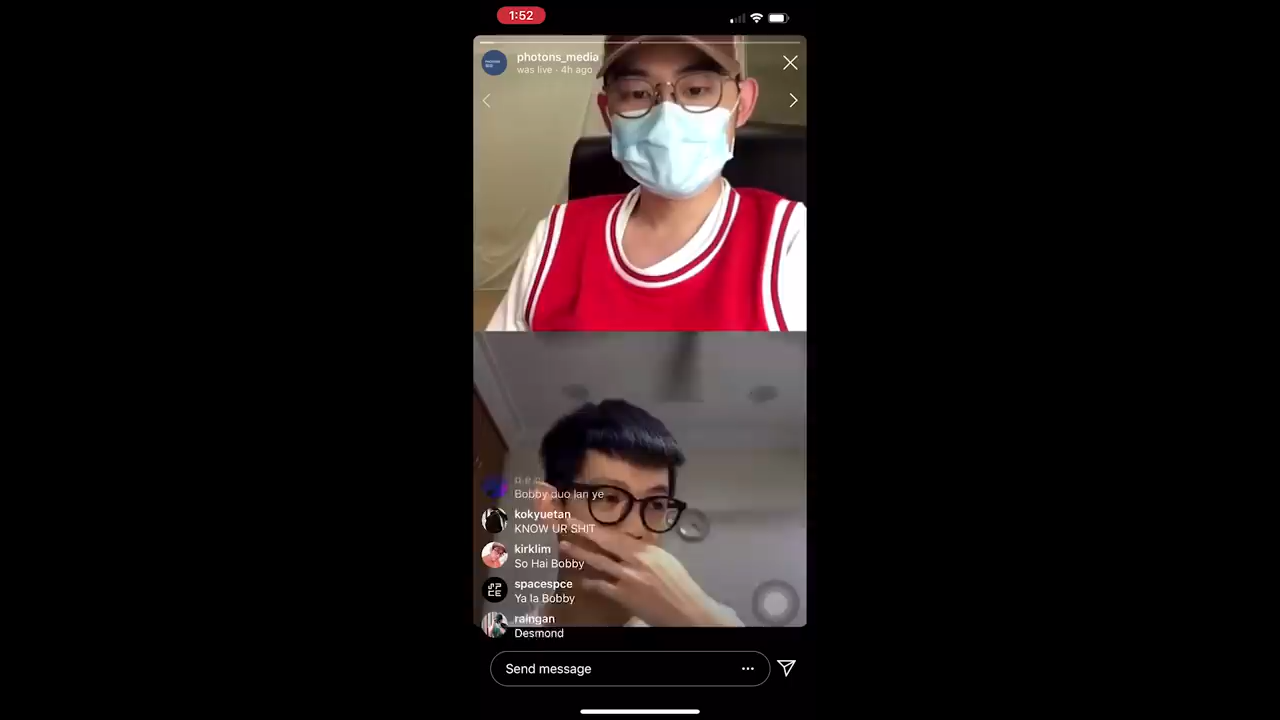 1:52
photons_media
was live · 4h ago
Bobby duo lan ye
kokyuetan
KNOW UR SHIT
kirklim
So Hai Bobby
spacespce
Ya la Bobby
raingan
Desmond
Send message